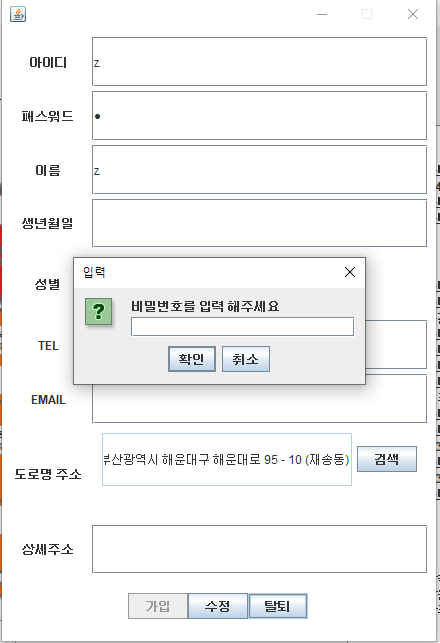 아이디 z
패스워드 •
이름 z
생년월일
입력
성별
?
비밀번호를 입력 해주세요
확인 취소
TEL
EMAIL
도로명 주소 부산광역시 해운대구 해운대로 95 - 10 (재송동) 검색
상세주소
가입 수정 탈퇴